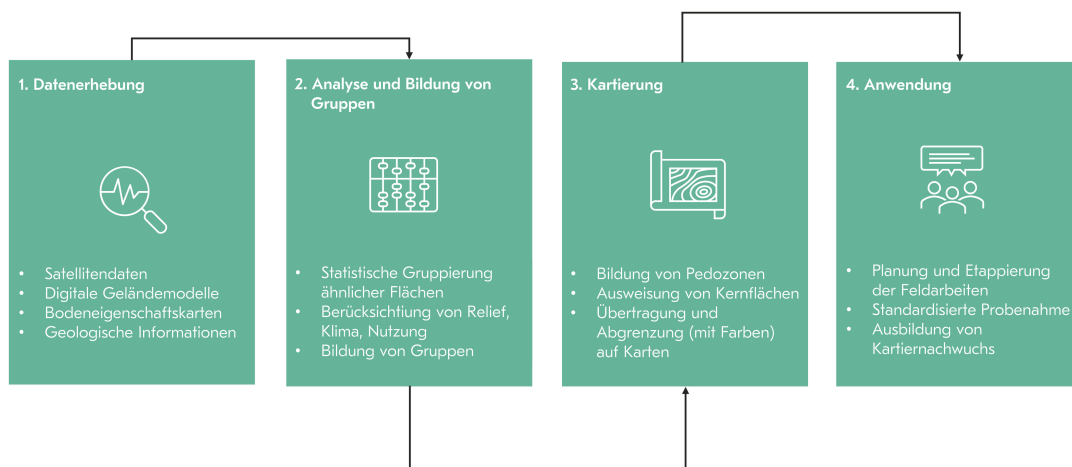 1. Datenerhebung
• Satellitendaten
• Digitale Geländemodelle
• Bodeneigenschaftskarten
• Geologische Informationen
2. Analyse und Bildung von
Gruppen
• Statistische Gruppierung
ähnlicher Flächen
• Berücksichtiung von Relief,
Klima, Nutzung
• Bildung von Gruppen
3. Kartierung
• Bildung von Pedozonen
• Ausweisung von Kernflächen
• Übertragung und
Abgrenzung (mit Farben)
auf Karten
4. Anwendung
• Planung und Etappierung
der Feldarbeiten
• Standardisierte Probenahme
• Ausbildung von
Kartiernachwuchs